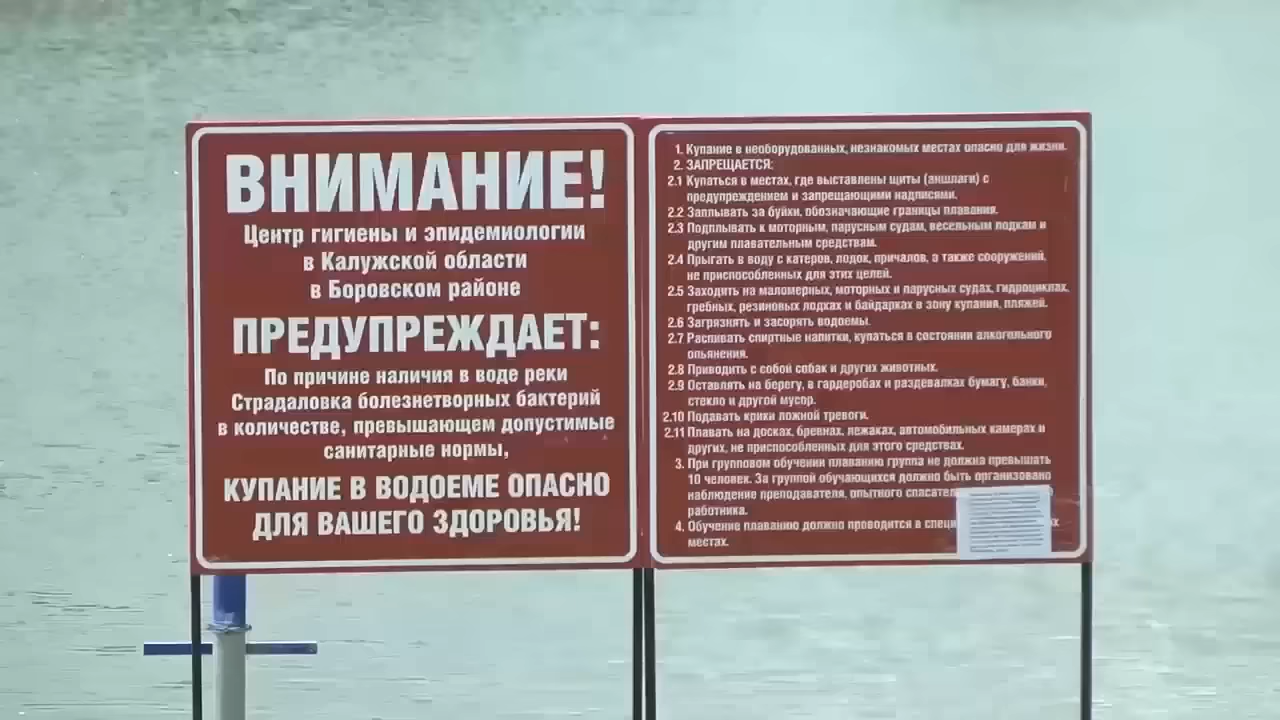 ВНИМАНИЕ!
Центр гигиены и эпидемиологии
в Калужской области
в Боровском районе
ПРЕДУПРЕЖДАЕТ:
По причине наличия в воде реки
Страдаловка болезнетворных бактерий
в количестве, превышающем допустимые
санитарные нормы,
КУПАНИЕ В ВОДОЕМЕ ОПАСНО
ДЛЯ ВАШЕГО ЗДОРОВЬЯ!
1. Купание в необорудованных, незнакомых местах опасно для жизни.
2. ЗАПРЕЩАЕТСЯ:
2.1 Купаться в местах, где выставлены щиты (аншлаги) с
предупреждением и запрещающими надписями.
2.2 Заплывать за буйки, обозначающие границы плавания.
2.3 Подплывать к моторным, парусным судам, весельным лодкам и
другим плавательным средствам.
2.4 Прыгать в воду с катеров, лодок, причалов, а также сооружений,
не приспособленных для этих целей.
2.5 Заходить на маломерных, моторных и парусных судах, гидроциклах,
гребных, резиновых лодках и байдарках в зону купания, пляжей.
2.6 Загрязнять и засорять водоемы.
2.7 Распивать спиртные напитки, купаться в состоянии алкогольного
опьянения.
2.8 Приводить с собой собак и других животных.
2.9 Оставлять на берегу, в гардеробах и раздевалках бумагу, банки,
стекло и другой мусор.
2.10 Подавать крики ложной тревоги.
2.11 Плавать на досках, бревнах, лежаках, автомобильных камерах и
других, не приспособленных для этого средствах.
3. При групповом обучении плаванию группа не должна превышать
10 человек. За группой обучающихся должно быть организовано
наблюдение преподавателя, опытного
работника.
4. Обучение плаванию должно проводится в
местах.